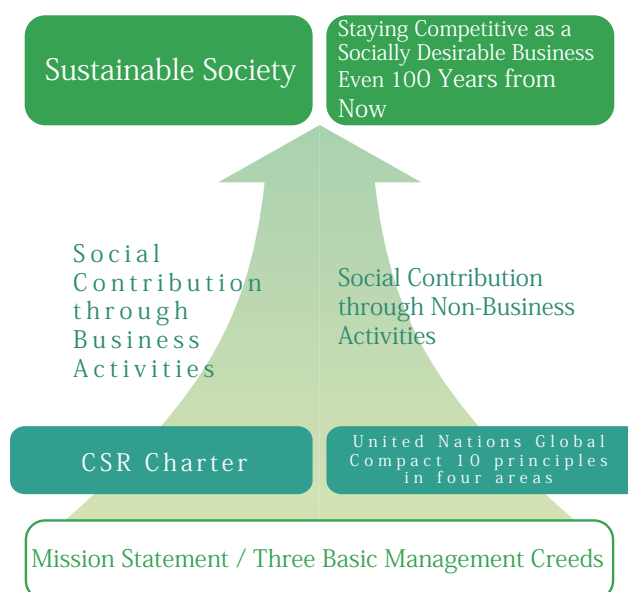 Sustainable Society
Staying Competitive as a
Socially Desirable Business
Even 100 Years from
Now
Social
Contribution
through
Business
Activities
Social Contribution
through Non-Business
Activities
CSR Charter
United Nations Global
Compact 10 principles
in four areas
Mission Statement / Three Basic Management Creeds